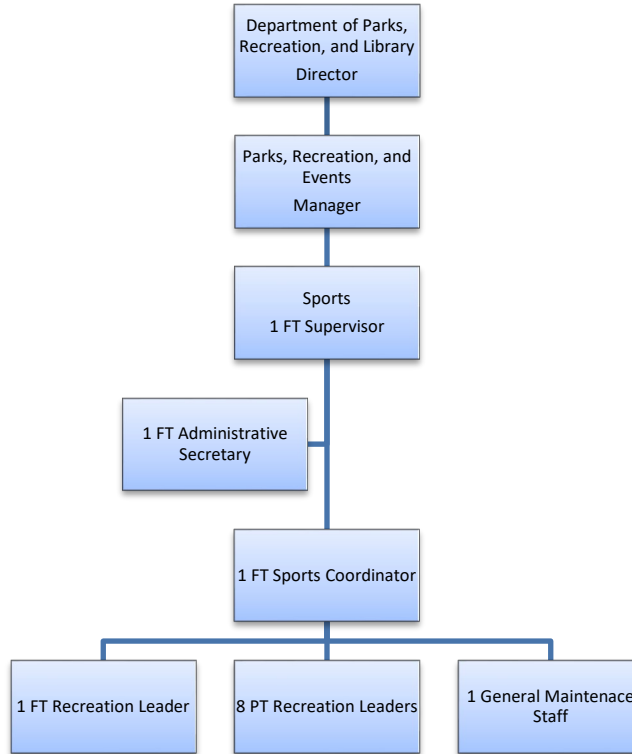 Department of Parks,
Recreation, and Library
Director
Parks, Recreation, and
Events
Manager
Sports
1 FT Supervisor
1 FT Administrative
Secretary
1 FT Sports Coordinator
1 FT Recreation Leader
8 PT Recreation Leaders
1 General Maintenace
Staff